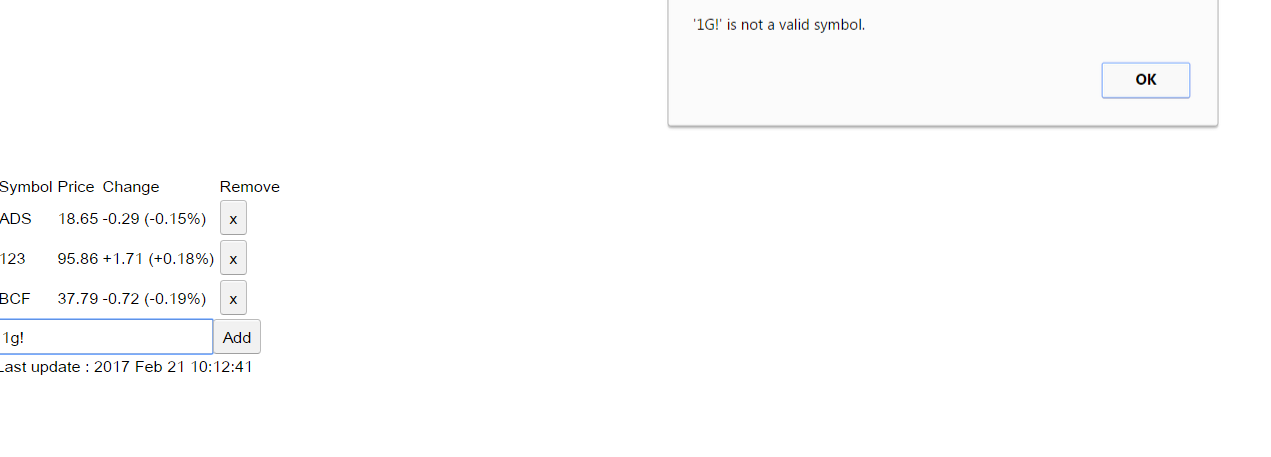 '1G!' is not a valid symbol.
OK
Symbol Price Change Remove
ADS 18.65 -0.29 (-0.15%) x
123 95.86 +1.71 (+0.18%) x
BCF 37.79 -0.72 (-0.19%) x
1g! Add
Last update : 2017 Feb 21 10:12:41